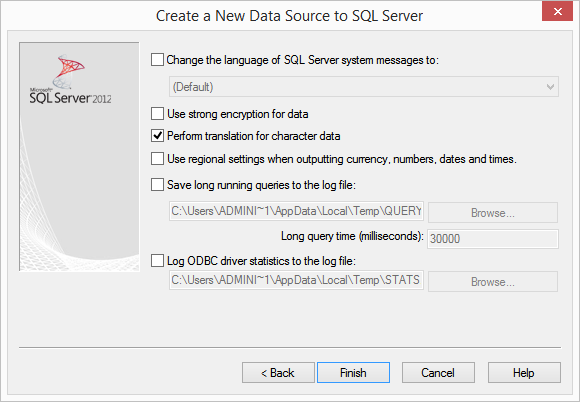 Create a New Data Source to SQL Server
Microsoft
SQL Server 2012
Change the language of SQL Server system messages to:
(Default)
Use strong encryption for data
Perform translation for character data
Use regional settings when outputting currency, numbers, dates and times.
Save long running queries to the log file:
C:\Users\ADMINI~1\AppData\Local\Temp\QUERY
Browse...
Long query time (milliseconds):
30000
Log ODBC driver statistics to the log file:
C:\Users\ADMINI~1\AppData\Local\Temp\STATS
Browse...
< Back
Finish
Cancel
Help